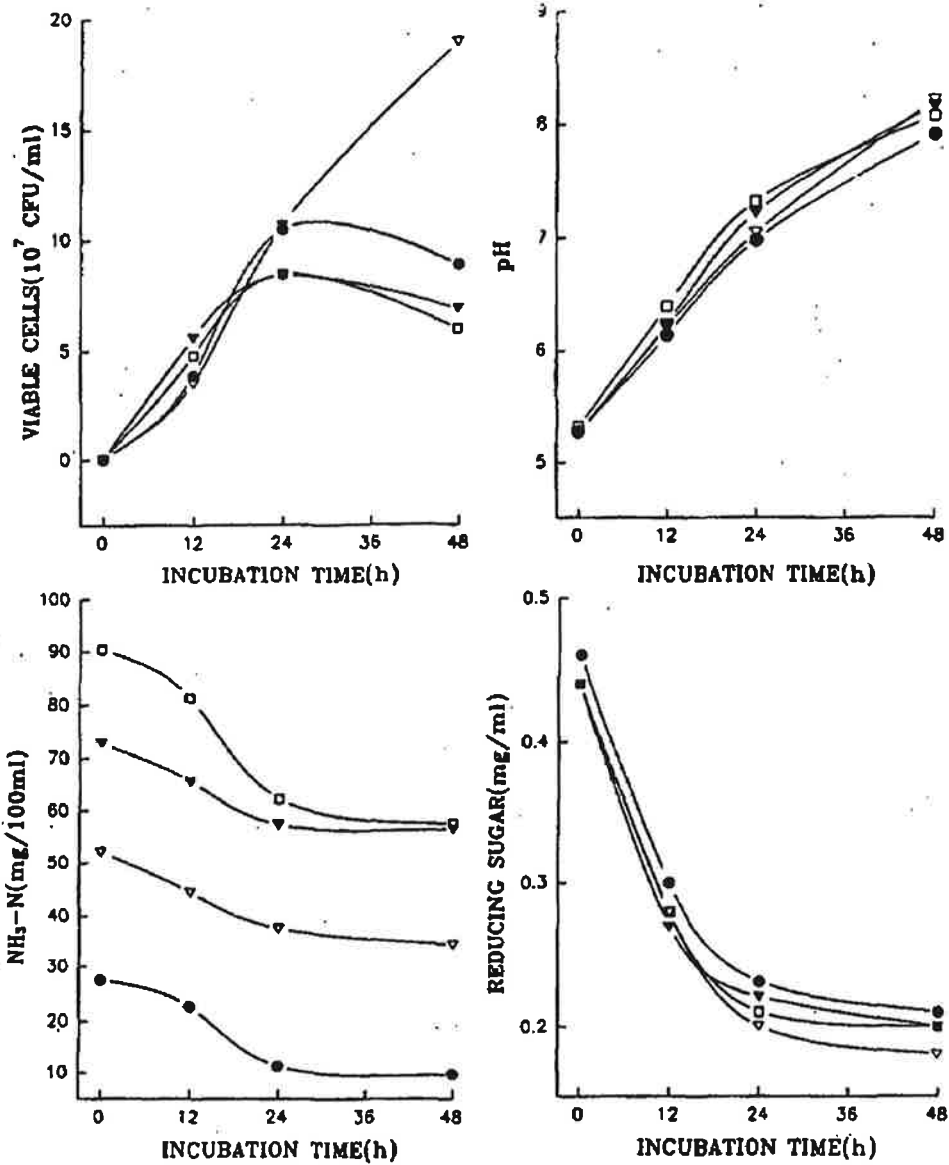 VIABLE CELLS(10⁷ CFU/ml)
20
15
10
5
0
0 12 24 36 48
INCUBATION TIME(h)
pH
9
8
7
6
5
0 12 24 36 48
INCUBATION TIME(h)
NH₃-N(mg/100ml)
100
90
80
70
60
50
40
30
20
10
0 12 24 36 48
INCUBATION TIME(h)
REDUCING SUGAR(mg/ml)
0.5
0.4
0.3
0.2
0 12 24 36 48
INCUBATION TIME(h)